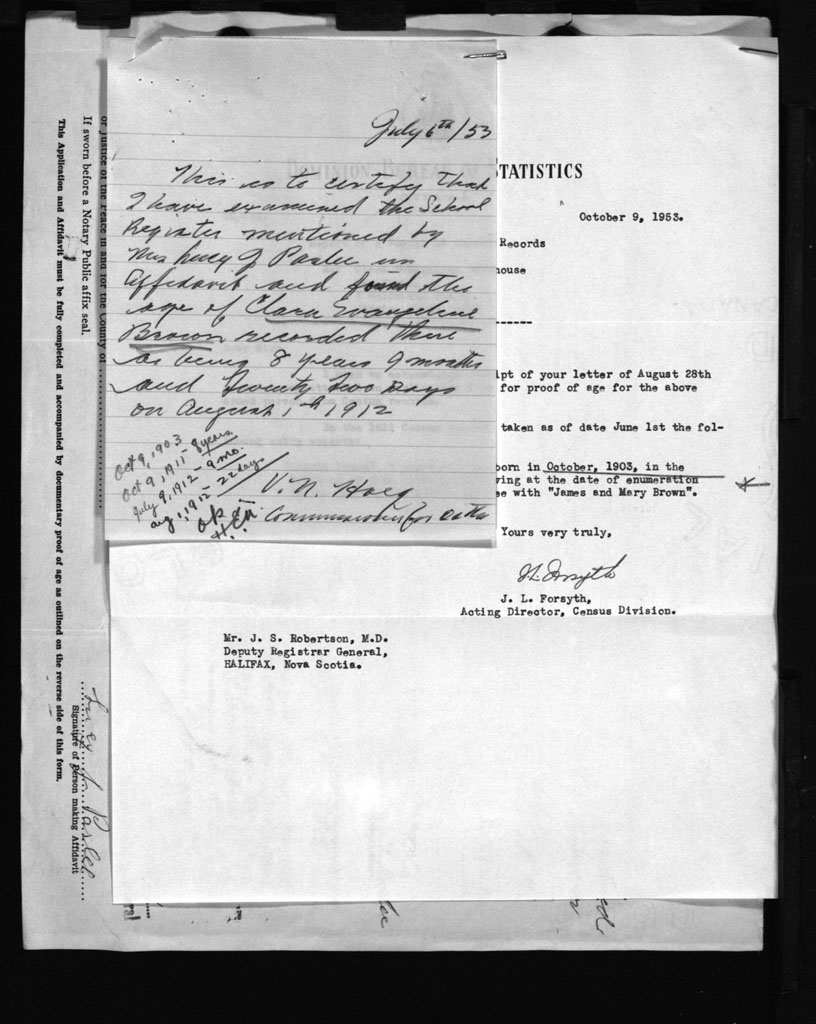 July 6th/53
This is to certify that
I have examined the School
Register mentioned by
Mrs Lucy J Parlee in
Affidavit and found the
age of Clara Evangeline
Brown recorded there
as being 8 years 9 months
and twenty two days
on August 1st 1912
V. N. Hoeg
Commissioner for Oaths
Oct 9, 1903
Oct 9, 1911 - 8 years
July 9, 1912 - 9 mo.
Aug 1, 1912 - 22 days
OK
DOMINION BUREAU STATISTICS
October 9, 1953.
Records
house
ipt of your letter of August 28th
for proof of age for the above
taken as of date June 1st the fol-
born in October, 1903, in the
ving at the date of enumeration
e with "James and Mary Brown".
Yours very truly,
J. L. Forsyth
J. L. Forsyth,
Acting Director, Census Division.
Mr. J. S. Robertson, M.D.
Deputy Registrar General,
HALIFAX, Nova Scotia.
or Justice of the Peace in and for the County of
If sworn before a Notary Public affix seal.
This Application and Affidavit must be fully completed and accompanied by documentary proof of age as outlined on the reverse side of this form.
Lucy J. Parlee
Signature of person making Affidavit